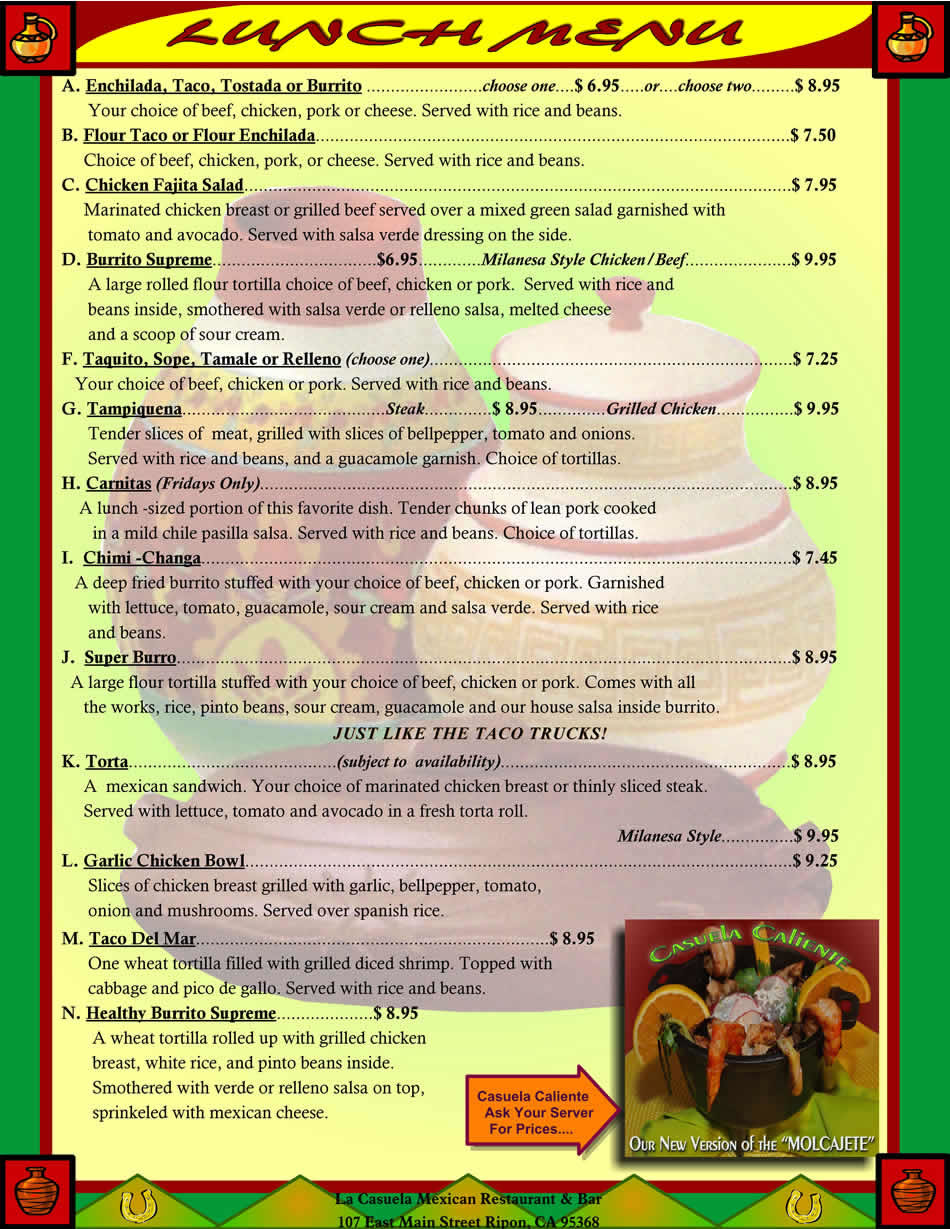 LUNCH MENU
A. Enchilada, Taco, Tostada or Burrito ........................choose one....$ 6.95.....or....choose two.........$ 8.95
Your choice of beef, chicken, pork or cheese. Served with rice and beans.
B. Flour Taco or Flour Enchilada....................................................................................................$ 7.50
Choice of beef, chicken, pork, or cheese. Served with rice and beans.
C. Chicken Fajita Salad...................................................................................................................$ 7.95
Marinated chicken breast or grilled beef served over a mixed green salad garnished with
tomato and avocado. Served with salsa verde dressing on the side.
D. Burrito Supreme..................................$6.95.............Milanesa Style Chicken/Beef......................$ 9.95
A large rolled flour tortilla choice of beef, chicken or pork. Served with rice and
beans inside, smothered with salsa verde or relleno salsa, melted cheese
and a scoop of sour cream.
F. Taquito, Sope, Tamale or Relleno (choose one)...........................................................................$ 7.25
Your choice of beef, chicken or pork. Served with rice and beans.
G. Tampiquena..........................................Steak..............$ 8.95..............Grilled Chicken................$ 9.95
Tender slices of meat, grilled with slices of bellpepper, tomato and onions.
Served with rice and beans, and a guacamole garnish. Choice of tortillas.
H. Carnitas (Fridays Only)...............................................................................................................$ 8.95
A lunch -sized portion of this favorite dish. Tender chunks of lean pork cooked
in a mild chile pasilla salsa. Served with rice and beans. Choice of tortillas.
I. Chimi -Changa............................................................................................................................$ 7.45
A deep fried burrito stuffed with your choice of beef, chicken or pork. Garnished
with lettuce, tomato, guacamole, sour cream and salsa verde. Served with rice
and beans.
J. Super Burro.................................................................................................................................$ 8.95
A large flour tortilla stuffed with your choice of beef, chicken or pork. Comes with all
the works, rice, pinto beans, sour cream, guacamole and our house salsa inside burrito.
JUST LIKE THE TACO TRUCKS!
K. Torta...........................................(subject to availability)............................................................$ 8.95
A mexican sandwich. Your choice of marinated chicken breast or thinly sliced steak.
Served with lettuce, tomato and avocado in a fresh torta roll.
Milanesa Style...............$ 9.95
L. Garlic Chicken Bowl...................................................................................................................$ 9.25
Slices of chicken breast grilled with garlic, bellpepper, tomato,
onion and mushrooms. Served over spanish rice.
M. Taco Del Mar.........................................................................$ 8.95
One wheat tortilla filled with grilled diced shrimp. Topped with
cabbage and pico de gallo. Served with rice and beans.
N. Healthy Burrito Supreme....................$ 8.95
A wheat tortilla rolled up with grilled chicken
breast, white rice, and pinto beans inside.
Smothered with verde or relleno salsa on top,
sprinkeled with mexican cheese.
Casuela Caliente
Casuela Caliente
Ask Your Server
For Prices....
Our New Version of the "MOLCAJETE"
La Casuela Mexican Restaurant & Bar
107 East Main Street Ripon, CA 95368